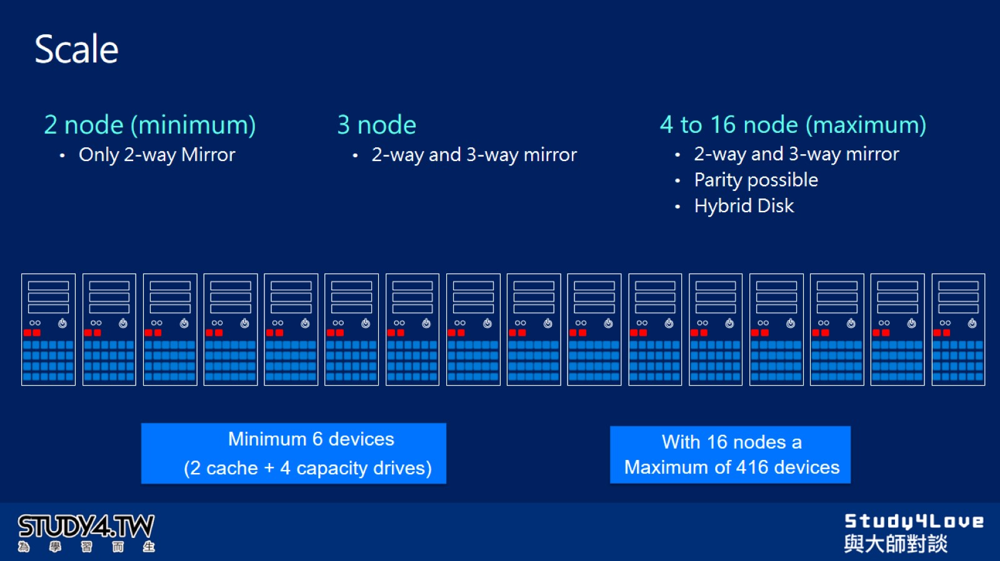 Scale
2 node (minimum)
• Only 2-way Mirror
3 node
• 2-way and 3-way mirror
4 to 16 node (maximum)
• 2-way and 3-way mirror
• Parity possible
• Hybrid Disk
Minimum 6 devices
(2 cache + 4 capacity drives)
With 16 nodes a
Maximum of 416 devices
STUDY4.TW
為學習而生
Study4Love
與大師對談